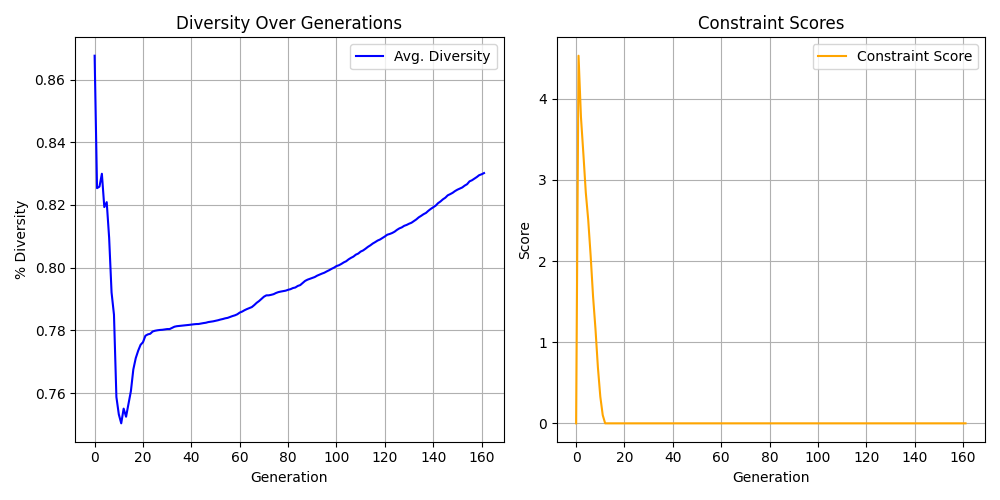 Diversity Over Generations
Avg. Diversity
% Diversity
0.86
0.84
0.82
0.80
0.78
0.76
0 20 40 60 80 100 120 140 160
Generation
Constraint Scores
Constraint Score
Score
4
3
2
1
0
0 20 40 60 80 100 120 140 160
Generation